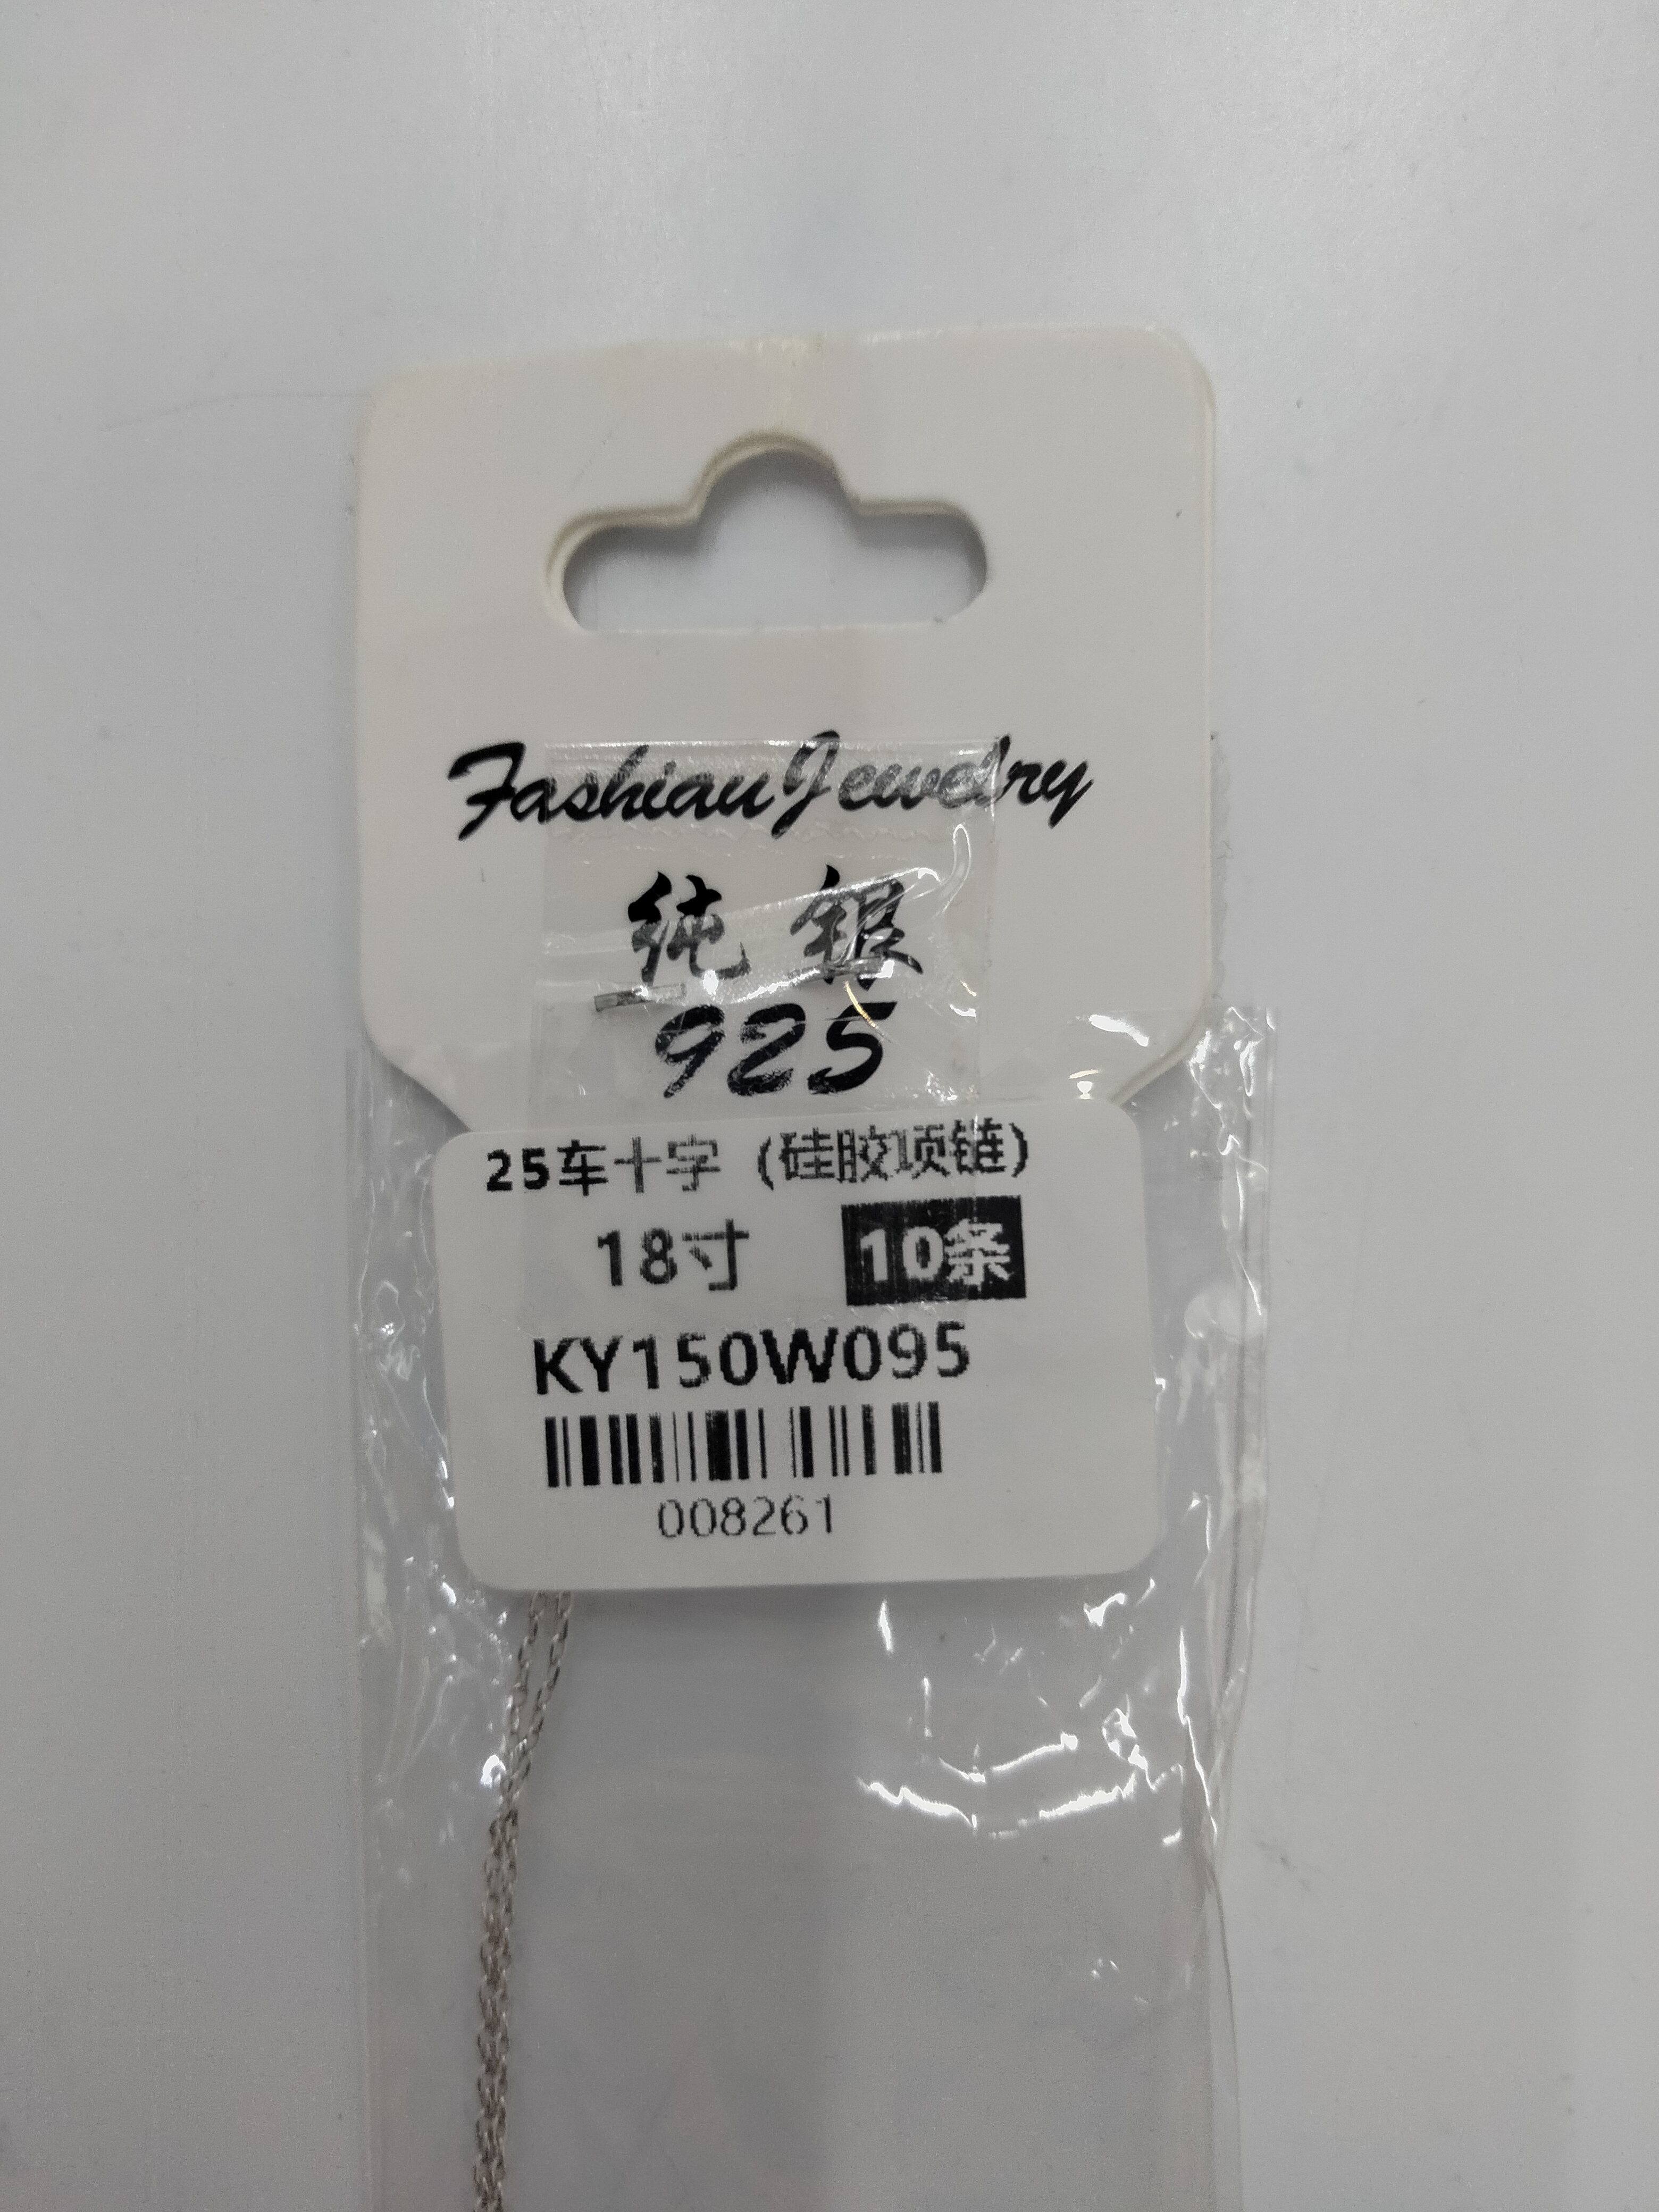 Fashian Jewelry
纯银
925
25车十字（硅胶项链）
18寸 10条
KY150W095
008261